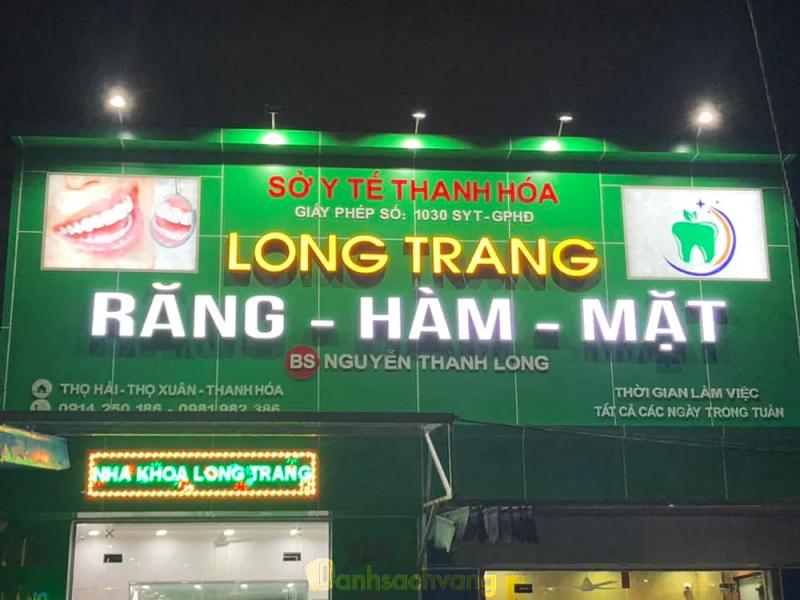 SỞ Y TẾ THANH HÓA
GIẤY PHÉP SỐ: 1030 SYT-GPHĐ
LONG TRANG
RĂNG - HÀM - MẶT
BS NGUYỄN THÀNH LONG
THỌ HẢI - THỌ XUÂN - THANH HÓA
0914 250 186 - 0981 982 386
THỜI GIAN LÀM VIỆC
TẤT CẢ CÁC NGÀY TRONG TUẦN
NHA KHOA LONG TRANG
Danhsachvang